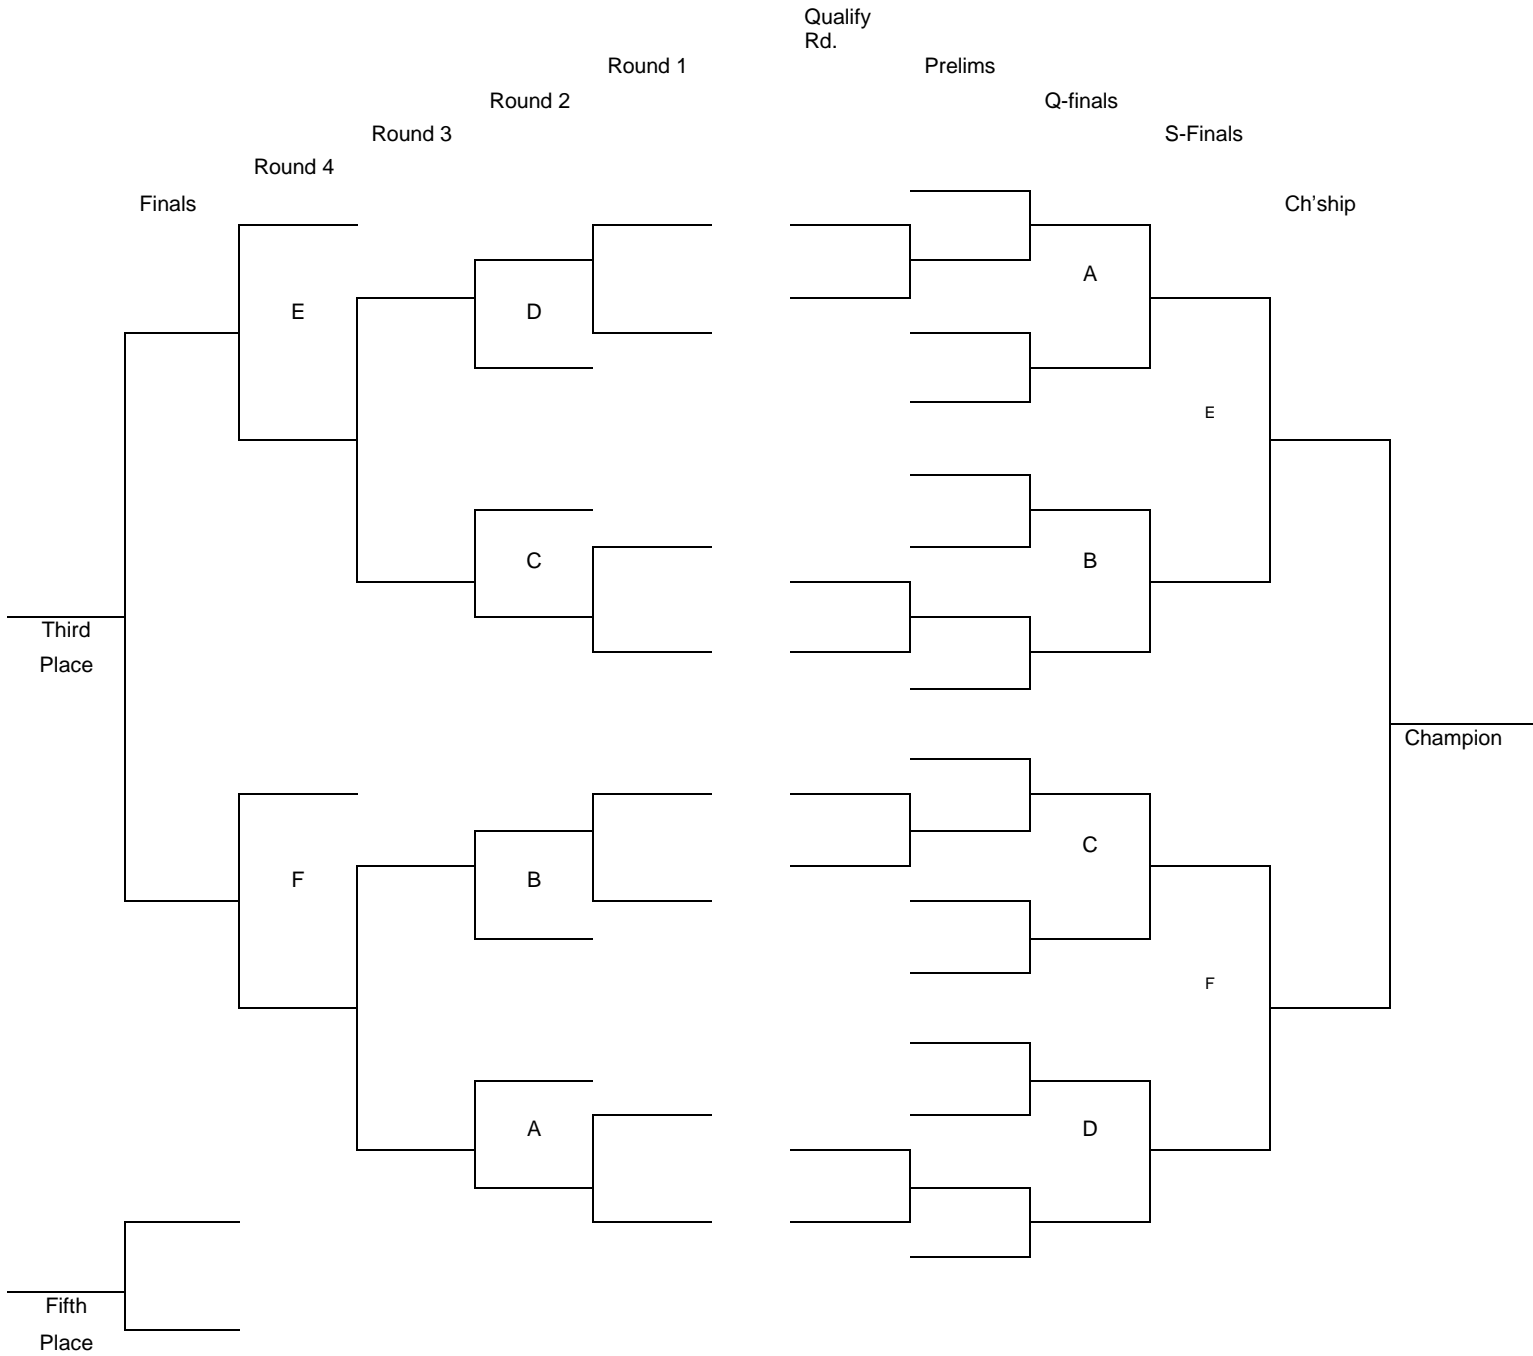 Qualify
Rd.
Round 1
Prelims
Round 2
Q-finals
Round 3
S-Finals
Round 4
Finals
Ch’ship
A
E
D
E
C
B
Third
Place
Champion
C
F
B
F
A
D
Fifth
Place